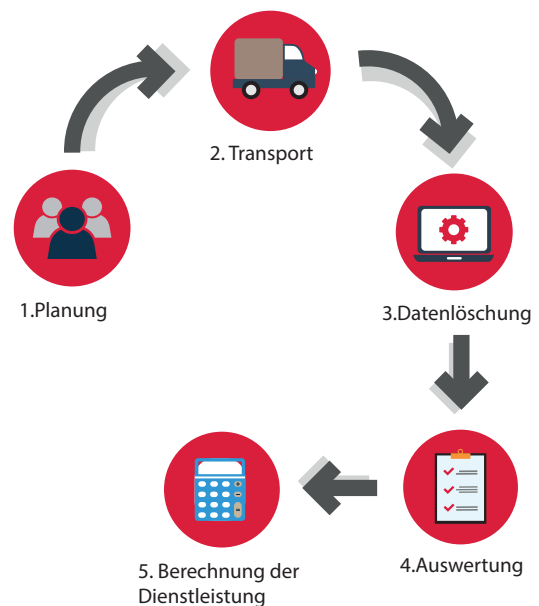 1.Planung
2. Transport
3.Datenlöschung
4.Auswertung
5. Berechnung der
Dienstleistung